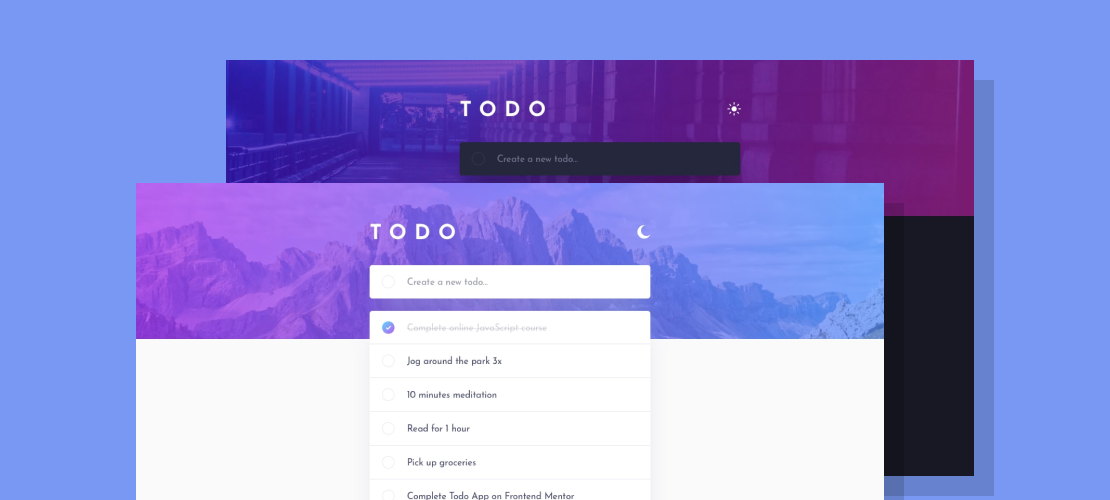 TODO
Create a new todo...
TODO
Create a new todo...
Complete online JavaScript course
Jog around the park 3x
10 minutes meditation
Read for 1 hour
Pick up groceries
Complete Todo App on Frontend Mentor